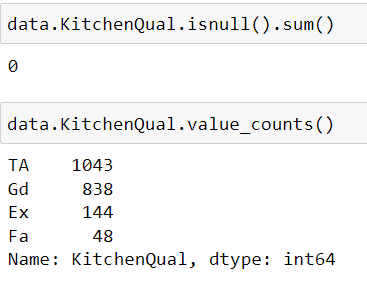 data.KitchenQual.isnull().sum()
0
data.KitchenQual.value_counts()
TA    1043
Gd     838
Ex     144
Fa      48
Name: KitchenQual, dtype: int64